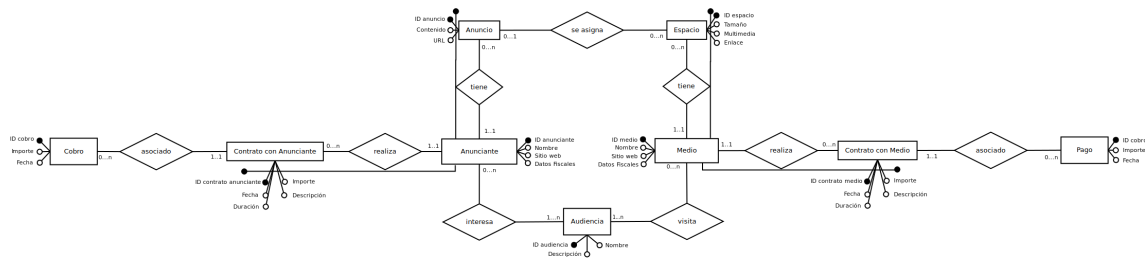 ID anuncio
Contenido
URL
Anuncio
0...1
se asigna
0...n
Espacio
ID espacio
Tamaño
Multimedia
Enlace
0...n
0...n
tiene
tiene
1...1
1...1
ID cobro
Importe
Fecha
Cobro
0...n
asociado
1...1
Contrato con Anunciante
0...n
realiza
1...1
Anunciante
ID anunciante
Nombre
Sitio web
Datos fiscales
ID medio
Nombre
Sitio web
Datos Fiscales
Medio
1...1
realiza
0...n
Contrato con Medio
1...1
asociado
0...n
Pago
ID cobro
Importe
Fecha
ID contrato anunciante
Fecha
Duración
Importe
Descripción
0...n
0...n
ID contrato medio
Fecha
Duración
Importe
Descripción
interesa
1...n
Audiencia
1...n
visita
ID audiencia
Descripción
Nombre